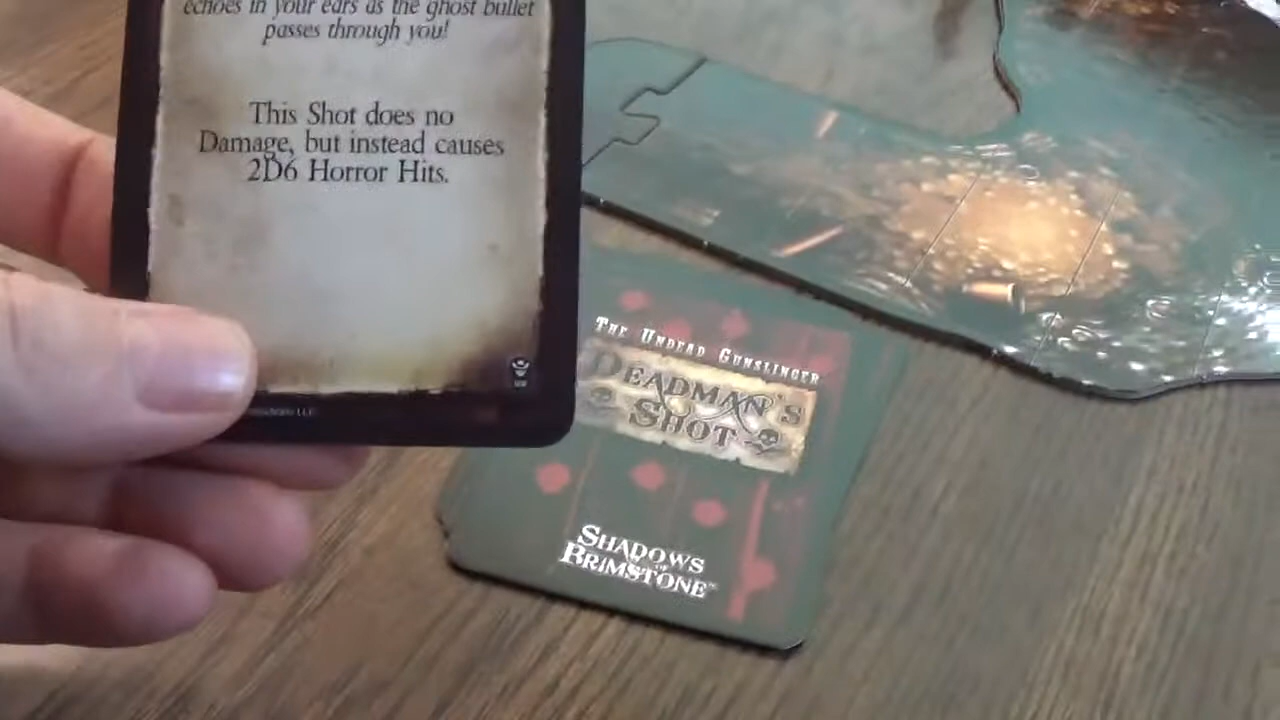 echoes in your ears as the ghost bullet
passes through you!
This Shot does no
Damage, but instead causes
2D6 Horror Hits.
THE UNDEAD GUNSLINGER
DEADMAN'S
SHOT
SHADOWS
OF
BRIMSTONE™